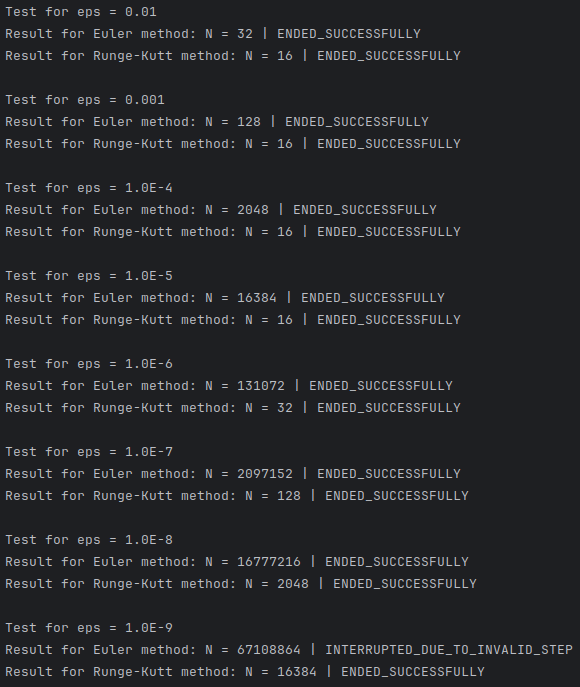 Test for eps = 0.01
Result for Euler method: N = 32 | ENDED_SUCCESSFULLY
Result for Runge-Kutt method: N = 16 | ENDED_SUCCESSFULLY
Test for eps = 0.001
Result for Euler method: N = 128 | ENDED_SUCCESSFULLY
Result for Runge-Kutt method: N = 16 | ENDED_SUCCESSFULLY
Test for eps = 1.0E-4
Result for Euler method: N = 2048 | ENDED_SUCCESSFULLY
Result for Runge-Kutt method: N = 16 | ENDED_SUCCESSFULLY
Test for eps = 1.0E-5
Result for Euler method: N = 16384 | ENDED_SUCCESSFULLY
Result for Runge-Kutt method: N = 16 | ENDED_SUCCESSFULLY
Test for eps = 1.0E-6
Result for Euler method: N = 131072 | ENDED_SUCCESSFULLY
Result for Runge-Kutt method: N = 32 | ENDED_SUCCESSFULLY
Test for eps = 1.0E-7
Result for Euler method: N = 2097152 | ENDED_SUCCESSFULLY
Result for Runge-Kutt method: N = 128 | ENDED_SUCCESSFULLY
Test for eps = 1.0E-8
Result for Euler method: N = 16777216 | ENDED_SUCCESSFULLY
Result for Runge-Kutt method: N = 2048 | ENDED_SUCCESSFULLY
Test for eps = 1.0E-9
Result for Euler method: N = 67108864 | INTERRUPTED_DUE_TO_INVALID_STEP
Result for Runge-Kutt method: N = 16384 | ENDED_SUCCESSFULLY